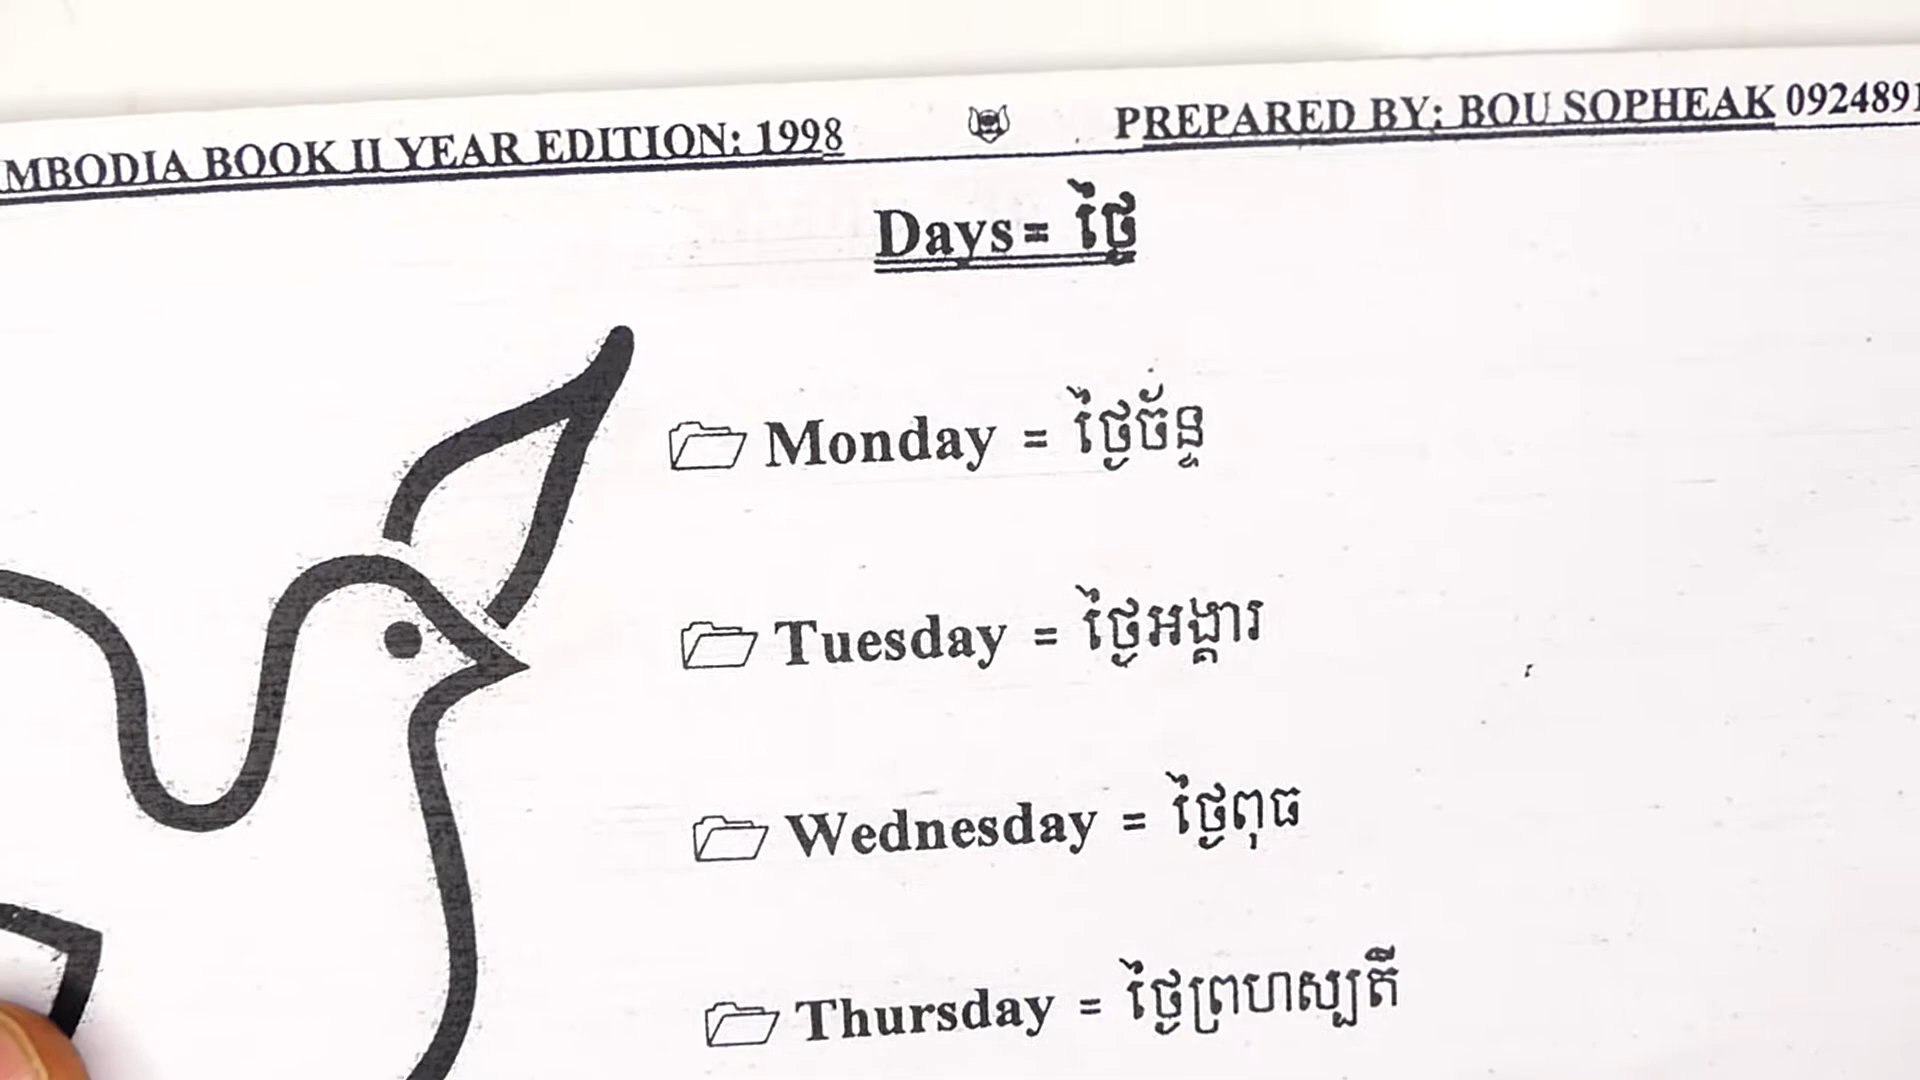 MBODIA BOOK II YEAR EDITION: 1998 PREPARED BY: BOU SOPHEAK 0924891
Days = ថ្ងៃ
Monday = ថ្ងៃច័ន្ទ
Tuesday = ថ្ងៃអង្គារ
Wednesday = ថ្ងៃពុធ
Thursday = ថ្ងៃព្រហស្បតិ៍